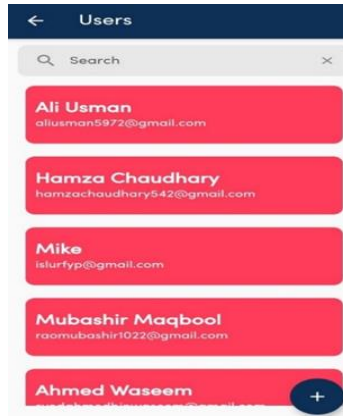 Users
Search
Ali Usman
aliusman5972@gmail.com
Hamza Chaudhary
hamzachaudhary542@gmail.com
Mike
islurfyp@gmail.com
Mubashir Maqbool
raomubashir1022@gmail.com
Ahmed Waseem